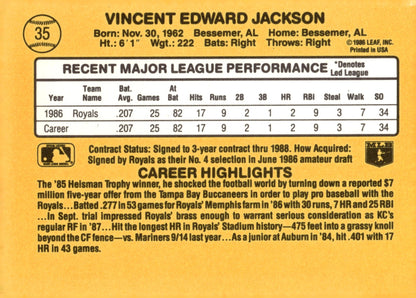 35
VINCENT EDWARD JACKSON
Born: Nov. 30, 1962 Bessemer, AL Home: Bessemer, AL
Ht: 6'1" Wgt.: 222 Bats: Right Throws: Right
©1986 LEAF, INC.
Printed in USA
RECENT MAJOR LEAGUE PERFORMANCE *Denotes Led League
Year Team Name Bat. Avg. Games At Bat Hits Runs 2B 3B HR RBI Steal Walk SO
1986 Royals .207 25 82 17 9 2 1 2 9 3 7 34
Career .207 25 82 17 9 2 1 2 9 3 7 34
Contract Status: Signed to 3-year contract thru 1988. How Acquired:
Signed by Royals as their No. 4 selection in June 1986 amateur draft
CAREER HIGHLIGHTS
The '85 Heisman Trophy winner, he shocked the football world by turning down a reported $7
million five-year offer from the Tampa Bay Buccaneers in order to play pro baseball with the
Royals...Batted .277 in 53 games for Royals' Memphis farm in '86 with 30 runs, 7 HR and 25 RBI
...In Sept. trial impressed Royals' brass enough to warrant serious consideration as KC's
regular RF in '87...Hit the longest HR in Royals' Stadium history—475 feet into a grassy knoll
beyond the CF fence—vs. Mariners 9/14 last year...As a junior at Auburn in '84, hit .401 with 17
HR in 43 games.